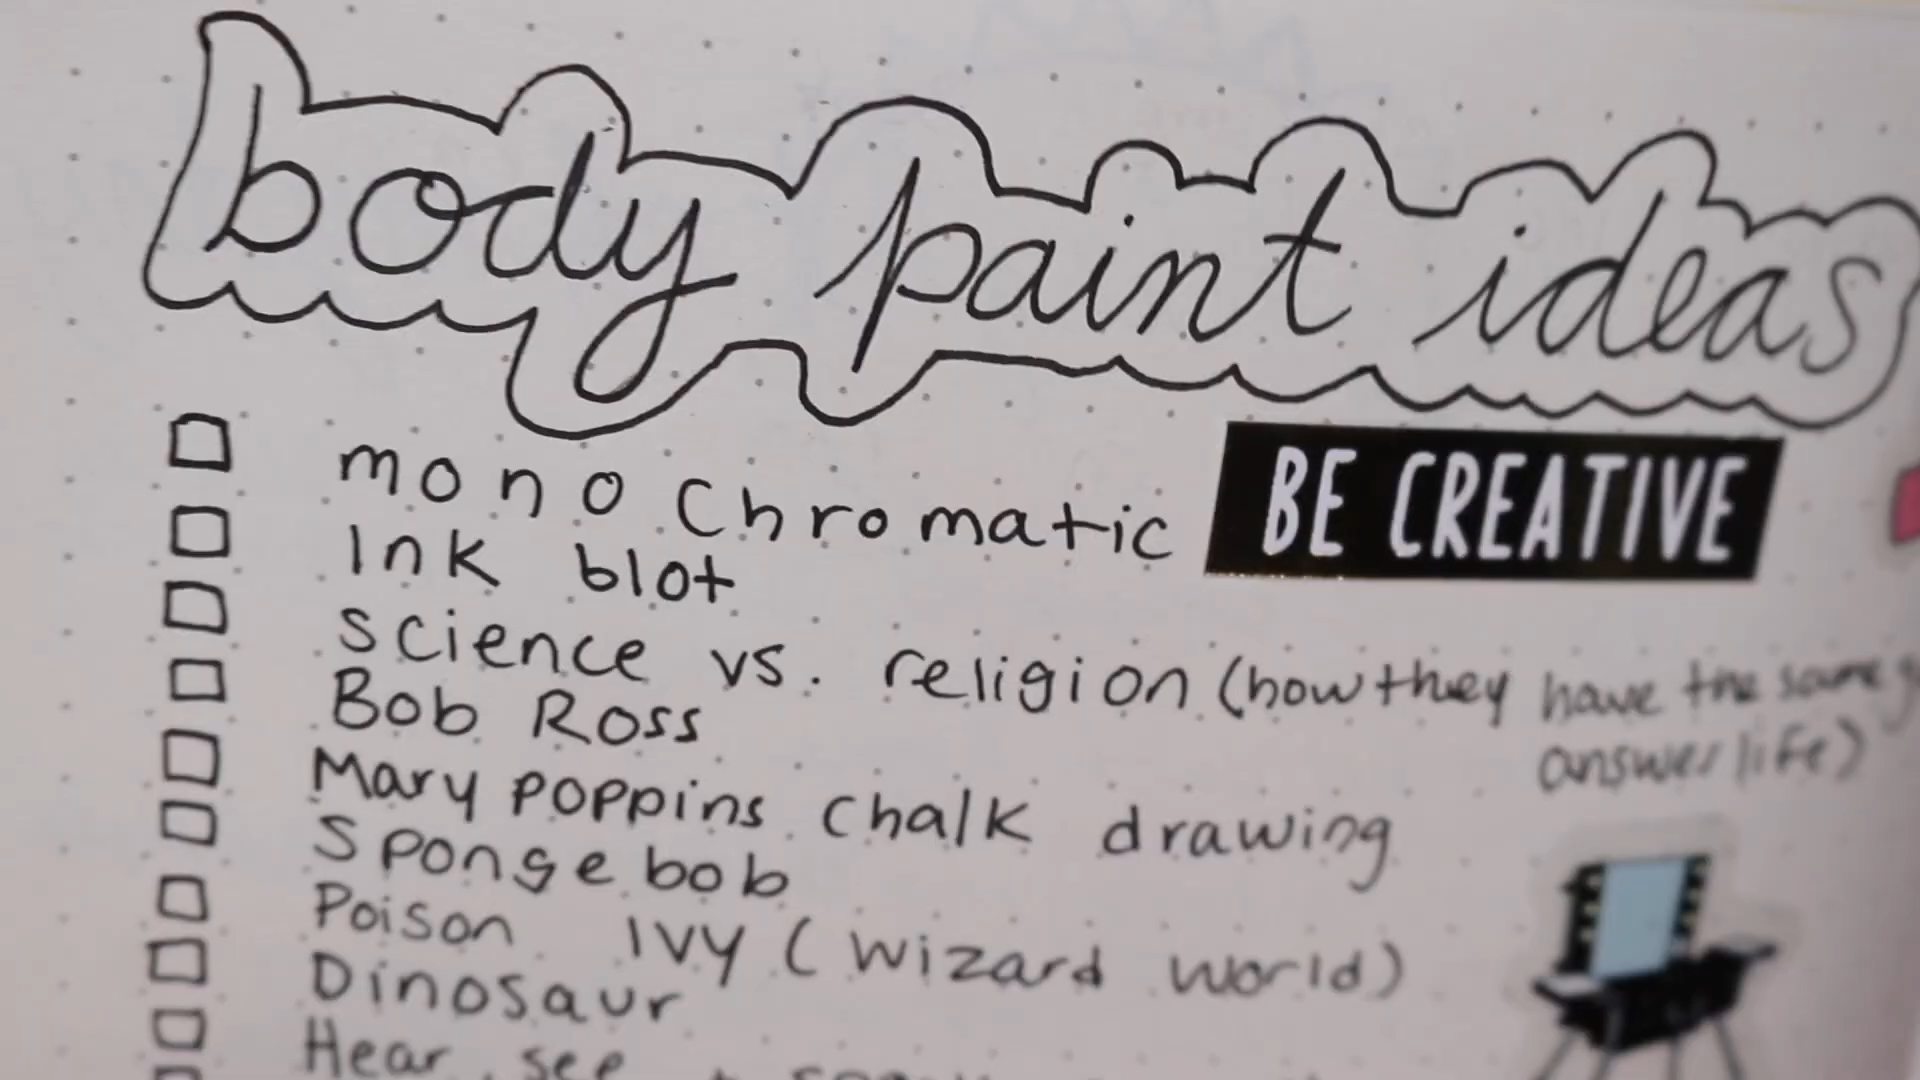 body paint ideas
mono chromatic
BE CREATIVE
Ink blot
science vs. religion (how they have the same
answer life)
Bob Ross
Mary poppins chalk drawing
Spongebob
Poison Ivy (wizard world)
Dinosaur
Hear, see